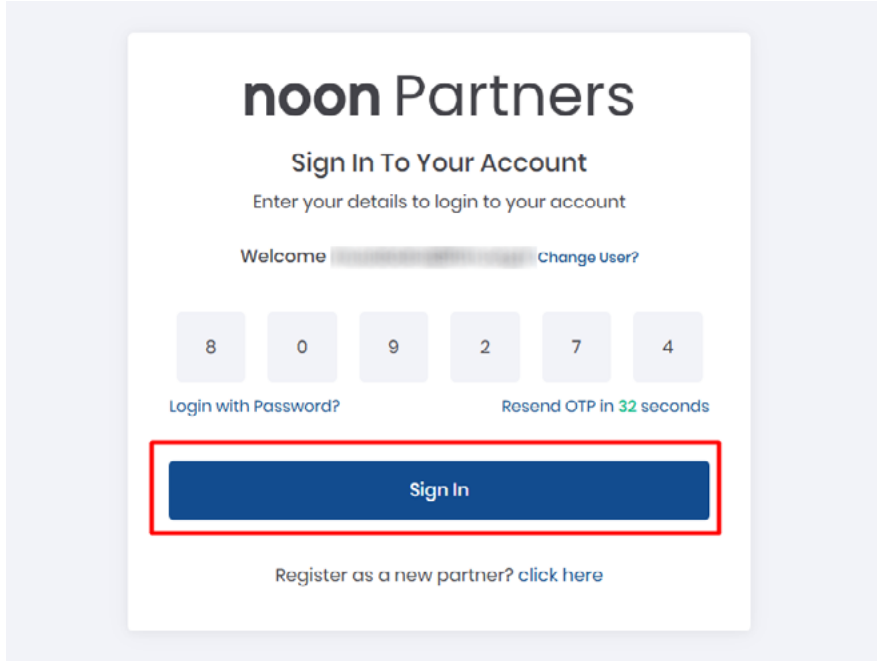 noon Partners
Sign In To Your Account
Enter your details to login to your account
Welcome Change User?
8 0 9 2 7 4
Login with Password? Resend OTP in 32 seconds
Sign In
Register as a new partner? click here